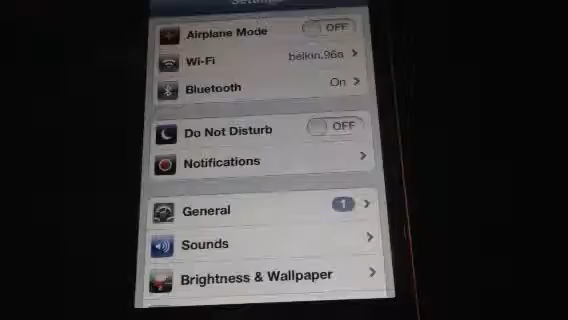 Settings
Airplane Mode OFF
Wi-Fi belkin.96a
Bluetooth On
Do Not Disturb OFF
Notifications
General 1
Sounds
Brightness & Wallpaper